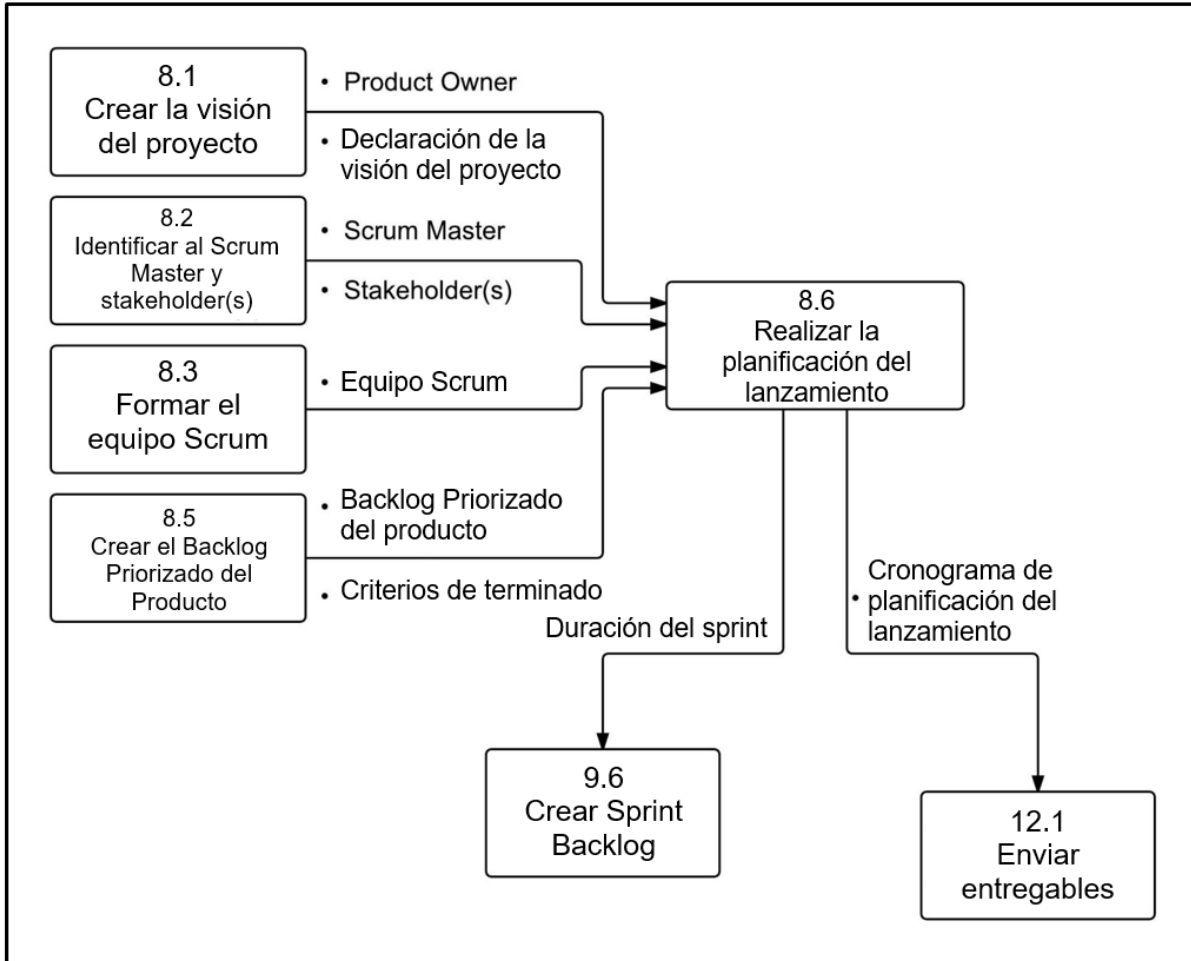 8.1
Crear la visión
del proyecto
• Product Owner
• Declaración de la
visión del proyecto
8.2
Identificar al Scrum
Master y
stakeholder(s)
• Scrum Master
• Stakeholder(s)
8.3
Formar el
equipo Scrum
• Equipo Scrum
8.5
Crear el Backlog
Priorizado del
Producto
• Backlog Priorizado
del producto
• Criterios de terminado
8.6
Realizar la
planificación del
lanzamiento
Duración del sprint
Cronograma de
• planificación del
lanzamiento
9.6
Crear Sprint
Backlog
12.1
Enviar
entregables